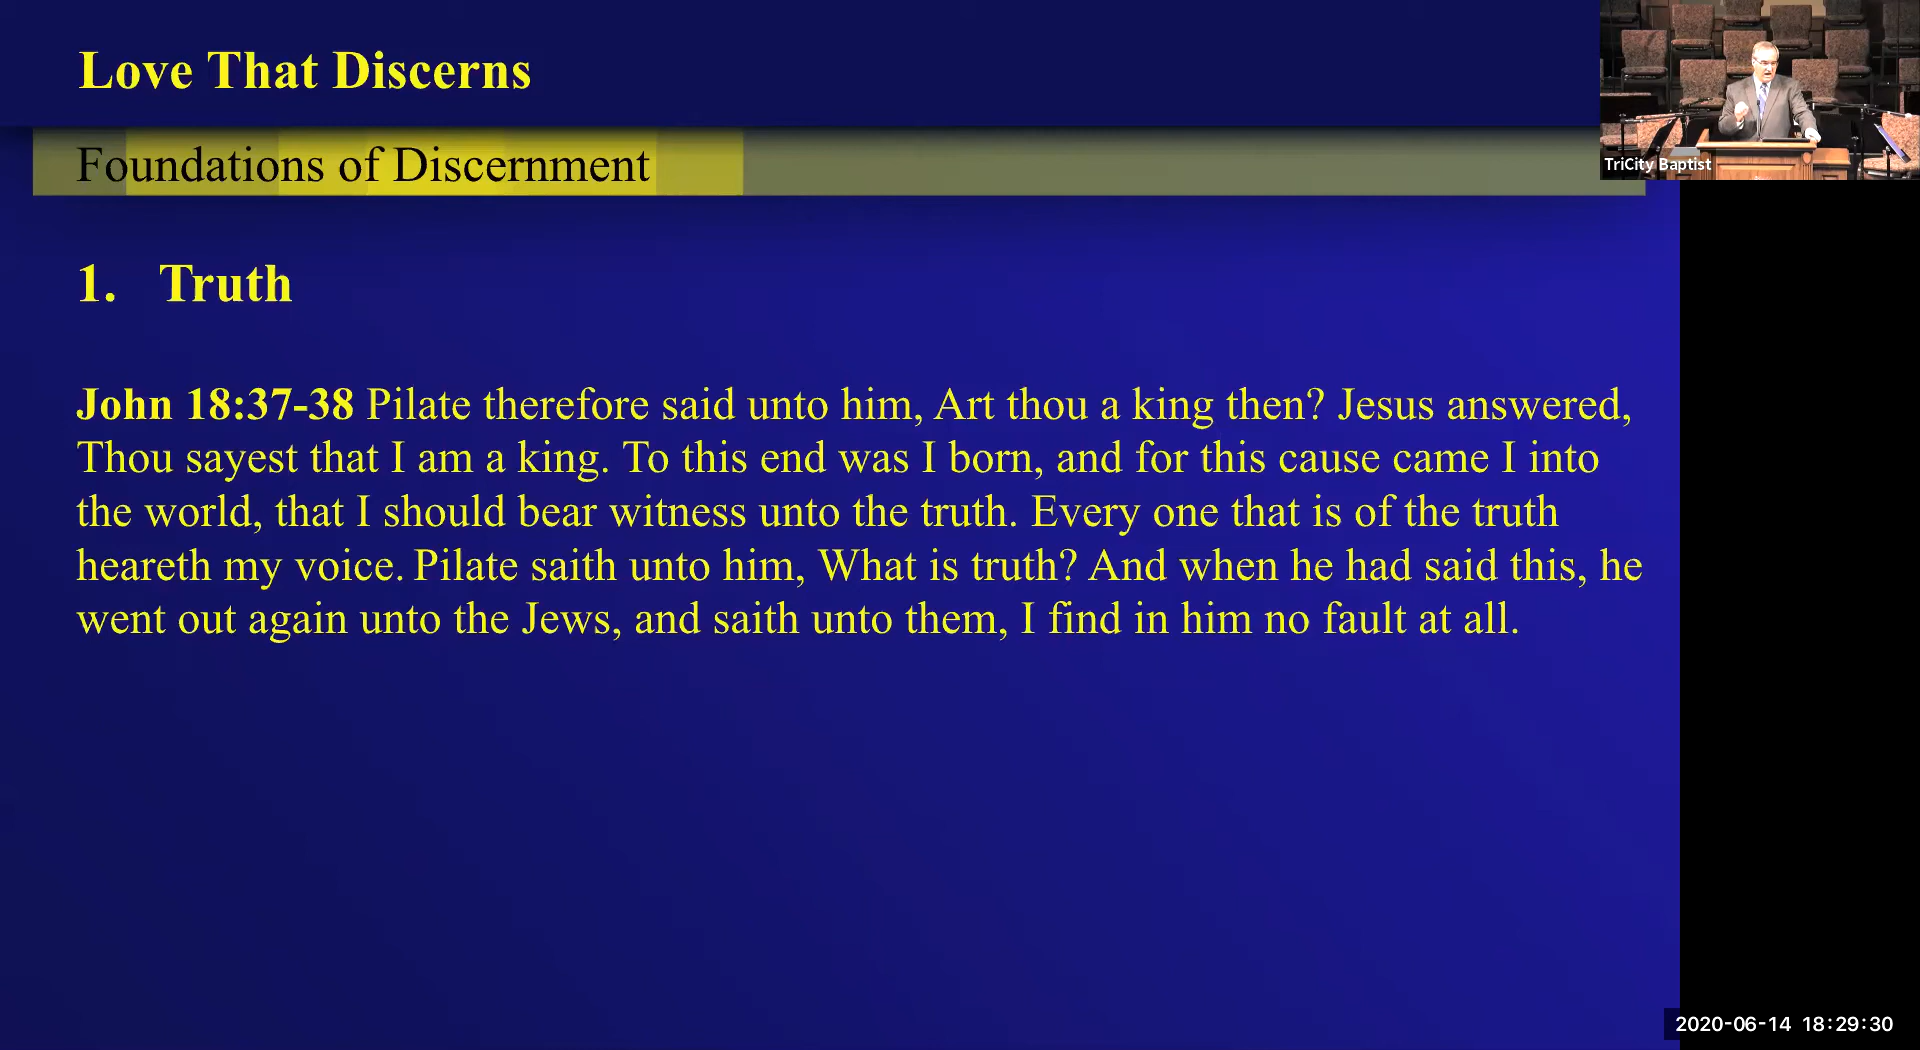 Love That Discerns
TriCity Baptist
Foundations of Discernment
1. Truth
John 18:37-38 Pilate therefore said unto him, Art thou a king then? Jesus answered,
Thou sayest that I am a king. To this end was I born, and for this cause came I into
the world, that I should bear witness unto the truth. Every one that is of the truth
heareth my voice. Pilate saith unto him, What is truth? And when he had said this, he
went out again unto the Jews, and saith unto them, I find in him no fault at all.
2020-06-14 18:29:30